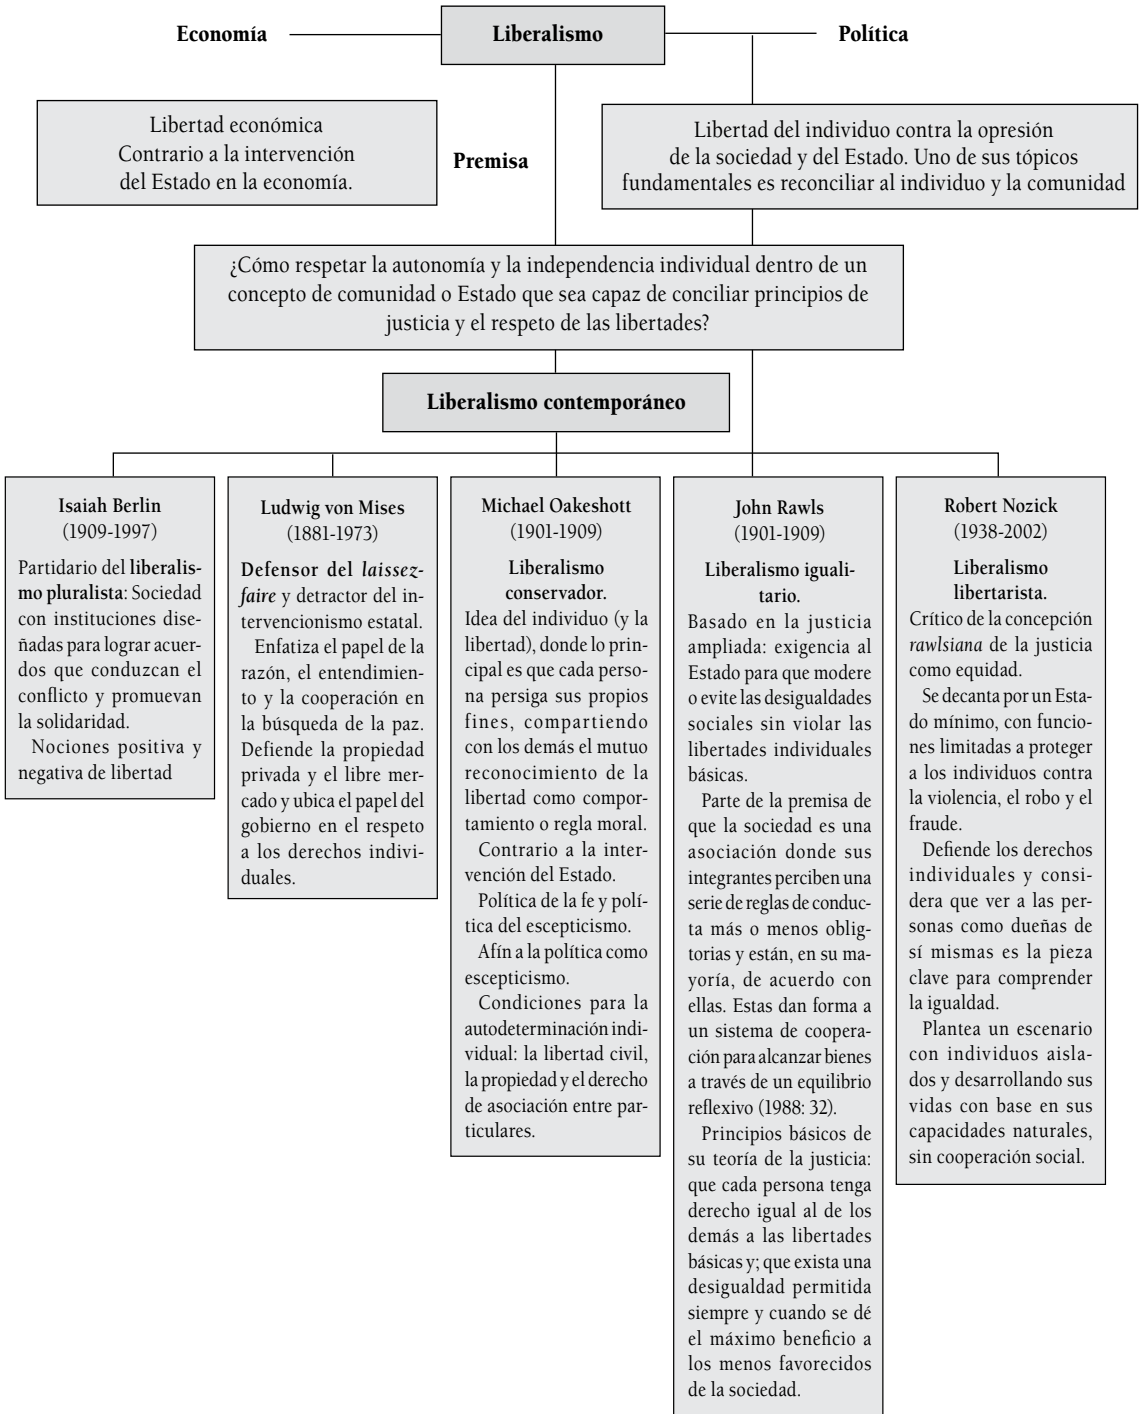 Economía
Liberalismo
Política
Libertad económica
Contrario a la intervención
del Estado en la economía.
Premisa
Libertad del individuo contra la opresión
de la sociedad y del Estado. Uno de sus tópicos
fundamentales es reconciliar al individuo y la comunidad
¿Cómo respetar la autonomía y la independencia individual dentro de un
concepto de comunidad o Estado que sea capaz de conciliar principios de
justicia y el respeto de las libertades?
Liberalismo contemporáneo
Isaiah Berlin
(1909-1997)
Partidario del liberalis-
mo pluralista: Sociedad
con instituciones dise-
ñadas para lograr acuer-
dos que conduzcan el
conflicto y promuevan
la solidaridad.
Nociones positiva y
negativa de libertad
Ludwig von Mises
(1881-1973)
Defensor del laissez-
faire y detractor del in-
tervencionismo estatal.
Enfatiza el papel de la
razón, el entendimien-
to y la cooperación en
la búsqueda de la paz.
Defiende la propiedad
privada y el libre mer-
cado y ubica el papel del
gobierno en el respeto
a los derechos indivi-
duales.
Michael Oakeshott
(1901-1909)
Liberalismo
conservador.
Idea del individuo (y la
libertad), donde lo prin-
cipal es que cada perso-
na persiga sus propios
fines, compartiendo
con los demás el mutuo
reconocimiento de la
libertad como compor-
tamiento o regla moral.
Contrario a la inter-
vención del Estado.
Política de la fe y polí-
tica del escepticismo.
Afín a la política como
escepticismo.
Condiciones para la
autodeterminación indi-
vidual: la libertad civil,
la propiedad y el derecho
de asociación entre par-
ticulares.
John Rawls
(1901-1909)
Liberalismo iguali-
tario.
Basado en la justicia
ampliada: exigencia al
Estado para que modere
o evite las desigualdades
sociales sin violar las
libertades individuales
básicas.
Parte de la premisa de
que la sociedad es una
asociación donde sus
integrantes perciben una
serie de reglas de conduc-
ta más o menos oblig-
torias y están, en su ma-
yoría, de acuerdo con
ellas. Estas dan forma a
un sistema de coopera-
ción para alcanzar bienes
a través de un equilibrio
reflexivo (1988: 32).
Principios básicos de
su teoría de la justicia:
que cada persona tenga
derecho igual al de los
demás a las libertades
básicas y; que exista una
desigualdad permitida
siempre y cuando se dé
el máximo beneficio a
los menos favorecidos
de la sociedad.
Robert Nozick
(1938-2002)
Liberalismo
libertarista.
Crítico de la concepción
rawlsiana de la justicia
como equidad.
Se decanta por un Esta-
do mínimo, con funcio-
nes limitadas a proteger
a los individuos contra
la violencia, el robo y el
fraude.
Defiende los derechos
individuales y consi-
dera que ver a las per-
sonas como dueñas de
sí mismas es la pieza
clave para comprender
la igualdad.
Plantea un escenario
con individuos aisla-
dos y desarrollando sus
vidas con base en sus
capacidades naturales,
sin cooperación social.